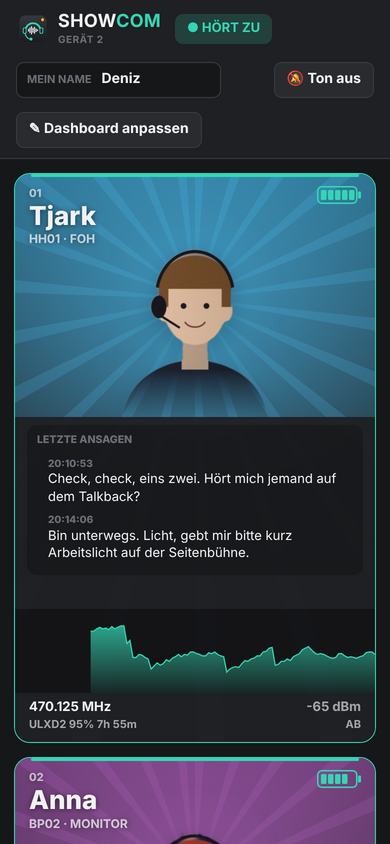 SHOWCOM
GERÄT 2
HÖRT ZU
MEIN NAME Deniz
Ton aus
✎ Dashboard anpassen
01
Tjark
HH01 · FOH
LETZTE ANSAGEN
20:10:53
Check, check, eins zwei. Hört mich jemand auf
dem Talkback?
20:14:06
Bin unterwegs. Licht, gebt mir bitte kurz
Arbeitslicht auf der Seitenbühne.
470.125 MHz
-65 dBm
ULXD2 95% 7h 55m
AB
02
Anna
BP02 · MONITOR